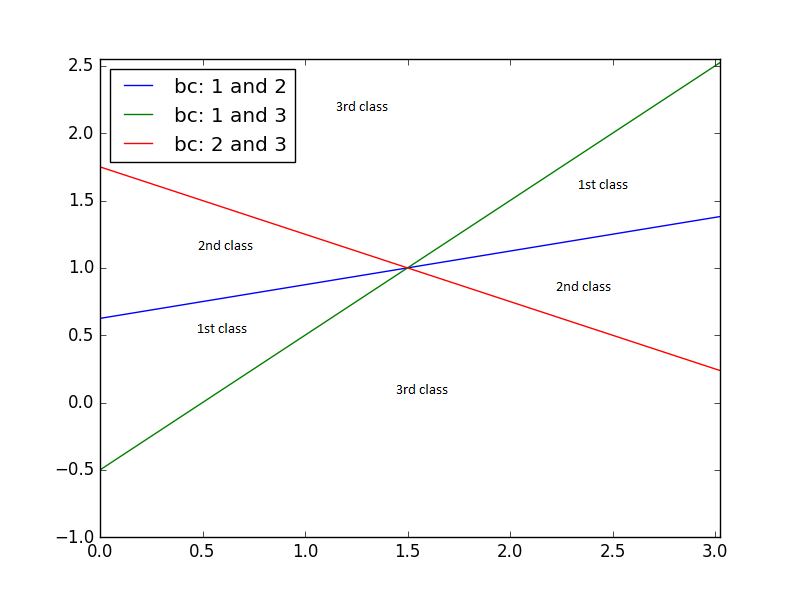 2.5
2.0
1.5
1.0
0.5
0.0
−0.5
−1.0
bc: 1 and 2
bc: 1 and 3
bc: 2 and 3
3rd class
1st class
2nd class
2nd class
1st class
3rd class
0.0 0.5 1.0 1.5 2.0 2.5 3.0